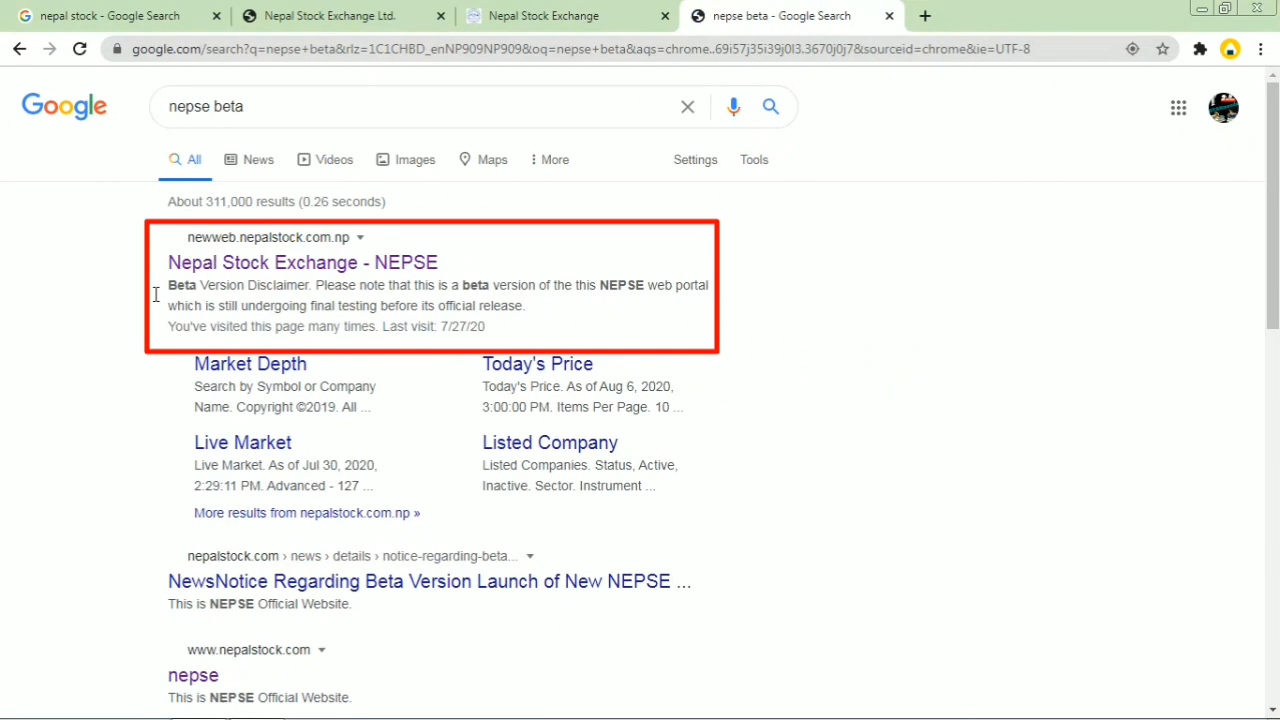 nepal stock - Google Search
Nepal Stock Exchange Ltd.
Nepal Stock Exchange
nepse beta - Google Search
google.com/search?q=nepse+beta&rlz=1C1CHBD_enNP909NP909&oq=nepse+beta&aqs=chrome..69i57j35i39j0l3.3670j0j7&sourceid=chrome&ie=UTF-8
Google
nepse beta
All
News
Videos
Images
Maps
More
Settings
Tools
About 311,000 results (0.26 seconds)
newweb.nepalstock.com.np
Nepal Stock Exchange - NEPSE
Beta Version Disclaimer. Please note that this is a beta version of the this NEPSE web portal
which is still undergoing final testing before its official release.
You've visited this page many times. Last visit: 7/27/20
Market Depth
Search by Symbol or Company
Name. Copyright ©2019. All ...
Today's Price
Today's Price. As of Aug 6, 2020,
3:00:00 PM. Items Per Page. 10 ...
Live Market
Live Market. As of Jul 30, 2020,
2:29:11 PM. Advanced - 127 ...
Listed Company
Listed Companies. Status, Active,
Inactive. Sector. Instrument ...
More results from nepalstock.com.np »
nepalstock.com › news › details › notice-regarding-beta...
NewsNotice Regarding Beta Version Launch of New NEPSE ...
This is NEPSE Official Website.
www.nepalstock.com
nepse
This is NEPSE Official Website.